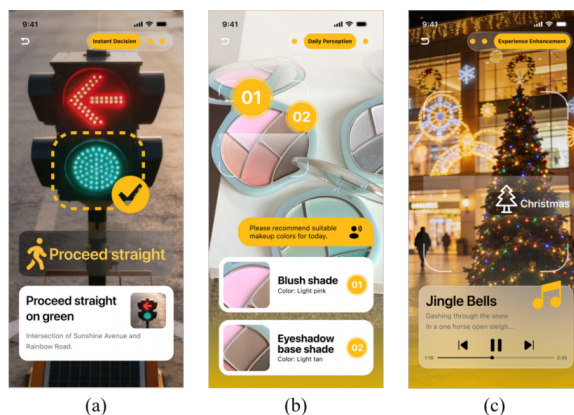 9:41
Instant Decision
Proceed straight
Proceed straight
on green
Intersection of Sunshine Avenue and
Rainbow Road.
(a)
9:41
Daily Perception
01
02
Please recommend suitable
makeup colors for today.
Blush shade
Color: Light pink
01
Eyeshadow
base shade
Color: Light tan
02
(b)
9:41
Experience Enhancement
Christmas
Jingle Bells
Dashing through the snow
In a one horse open sleigh...
1:16
(c)